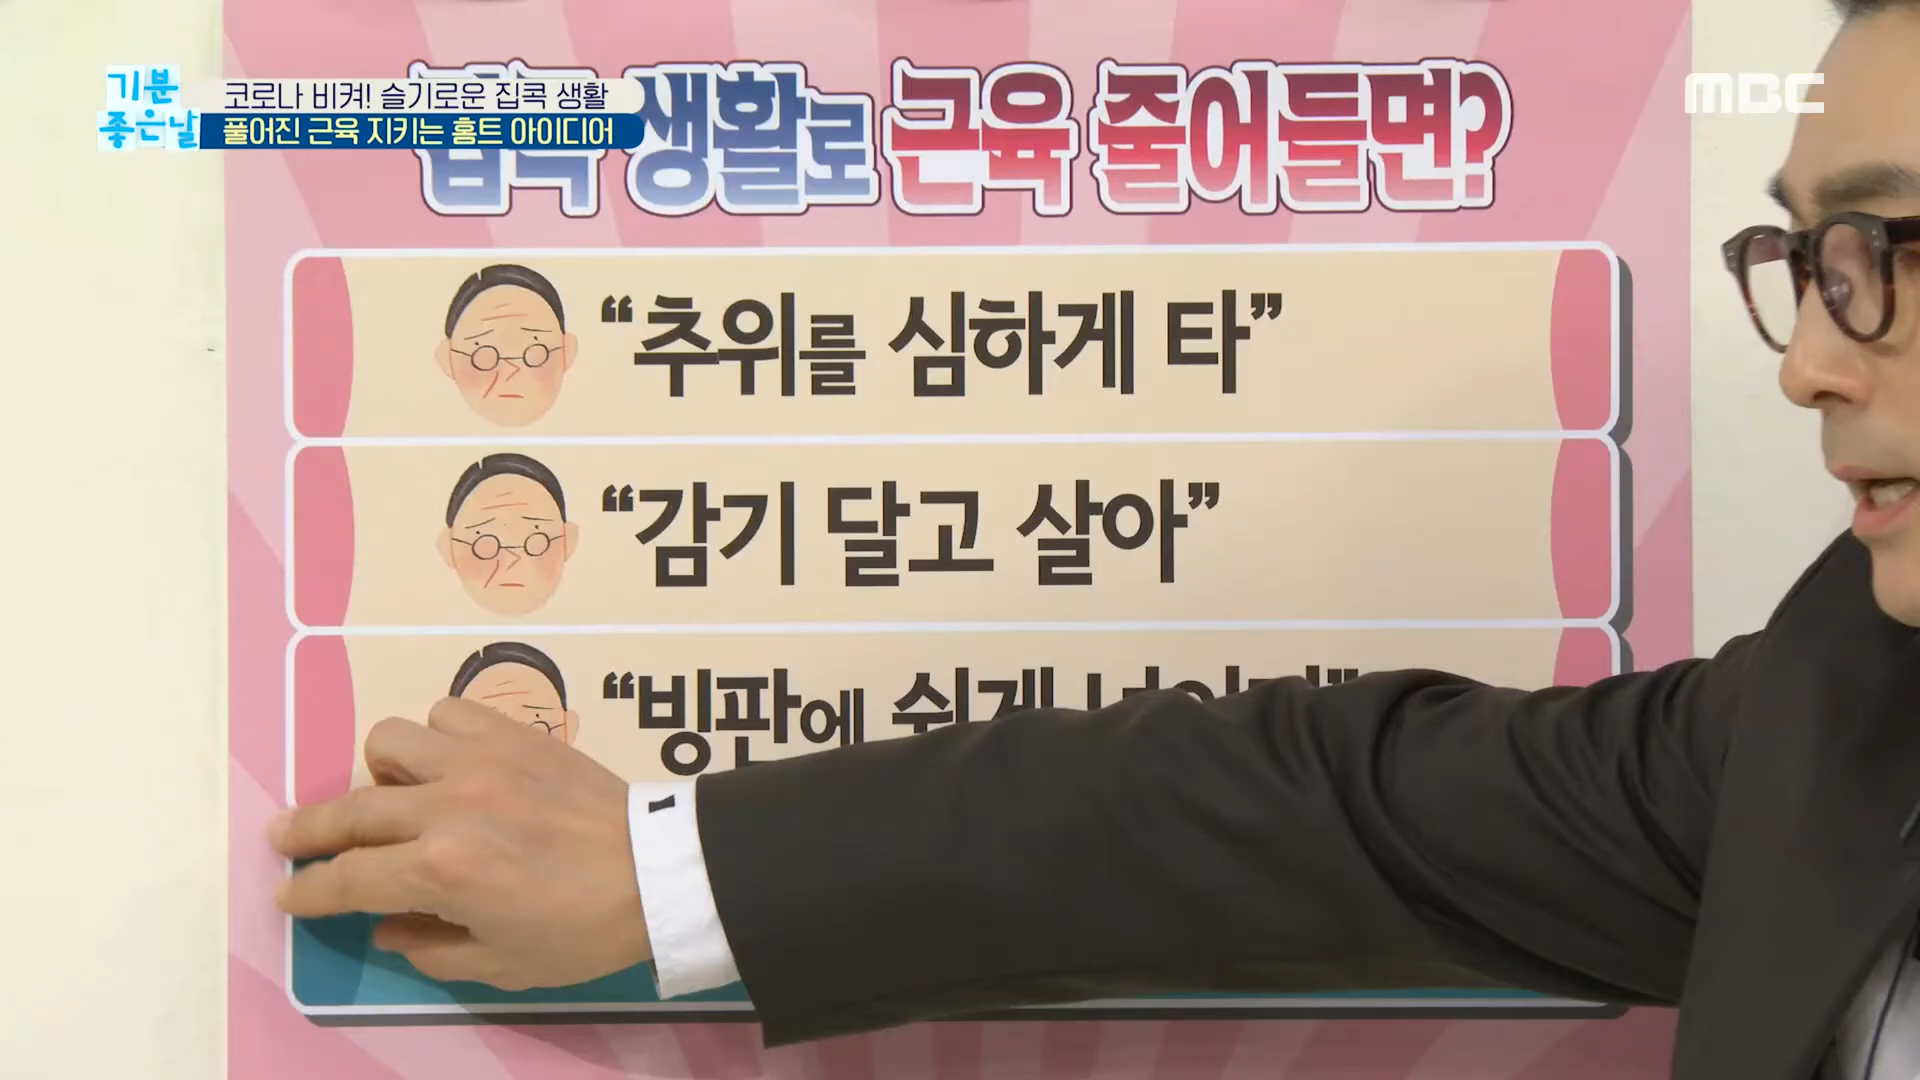 기분
좋은날
코로나 비켜! 슬기로운 집콕 생활
풀어진 근육 지키는 홈트 아이디어
MBC
생활로 근육 줄어들면?
“추위를 심하게 타”
“감기 달고 살아”
“빙판에 쉽게